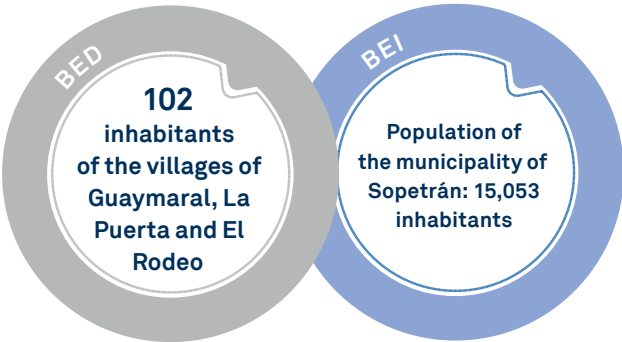 BED
102
inhabitants
of the villages of
Guaymaral, La
Puerta and El
Rodeo
BEI
Population of
the municipality of
Sopetrán: 15,053
inhabitants